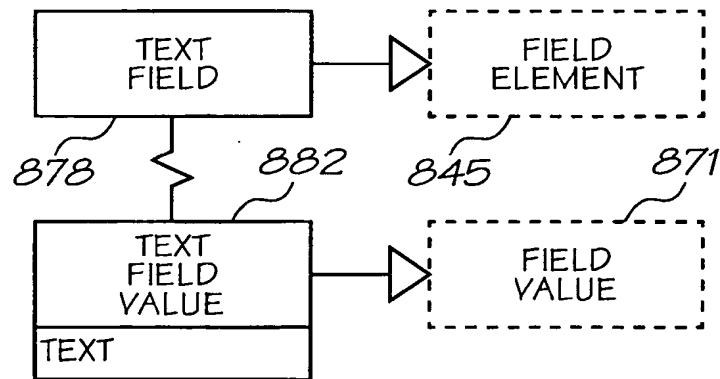 TEXT
FIELD
FIELD
ELEMENT
878
882
845
871
TEXT
FIELD
VALUE
FIELD
VALUE
TEXT